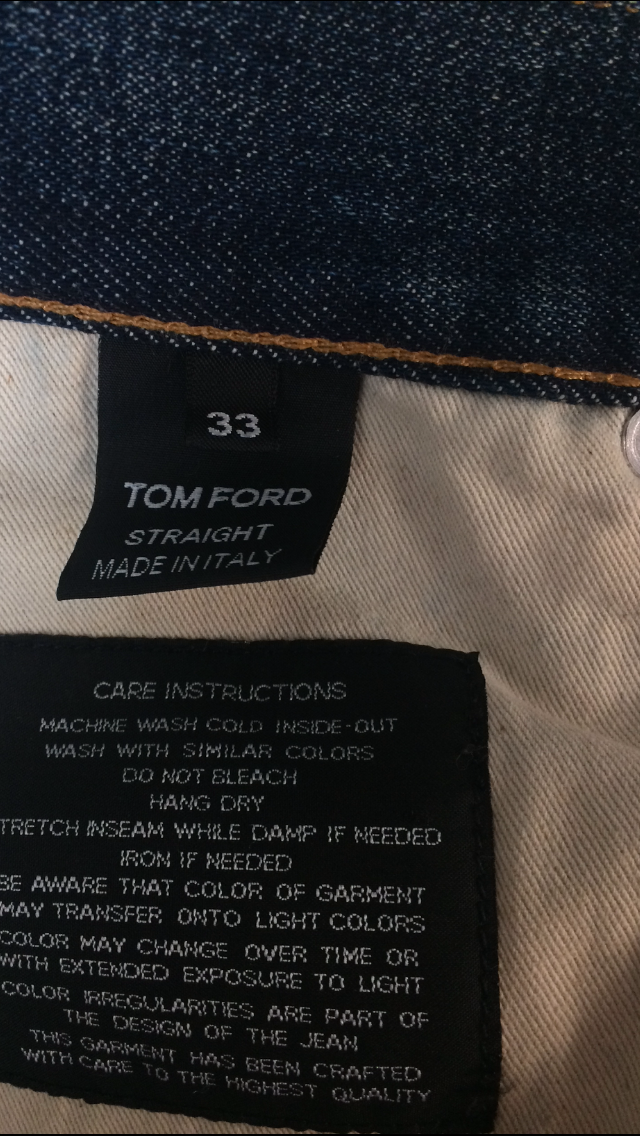 33
TOM FORD
STRAIGHT
MADE IN ITALY
CARE INSTRUCTIONS
MACHINE WASH COLD INSIDE-OUT
WASH WITH SIMILAR COLORS
DO NOT BLEACH
HANG DRY
TRETCH INSEAM WHILE DAMP IF NEEDED
IRON IF NEEDED
BE AWARE THAT COLOR OF GARMENT
MAY TRANSFER ONTO LIGHT COLORS
COLOR MAY CHANGE OVER TIME OR
WITH EXTENDED EXPOSURE TO LIGHT
COLOR IRREGULARITIES ARE PART OF
THE DESIGN OF THE JEAN
THIS GARMENT HAS BEEN CRAFTED
WITH CARE TO THE HIGHEST QUALITY